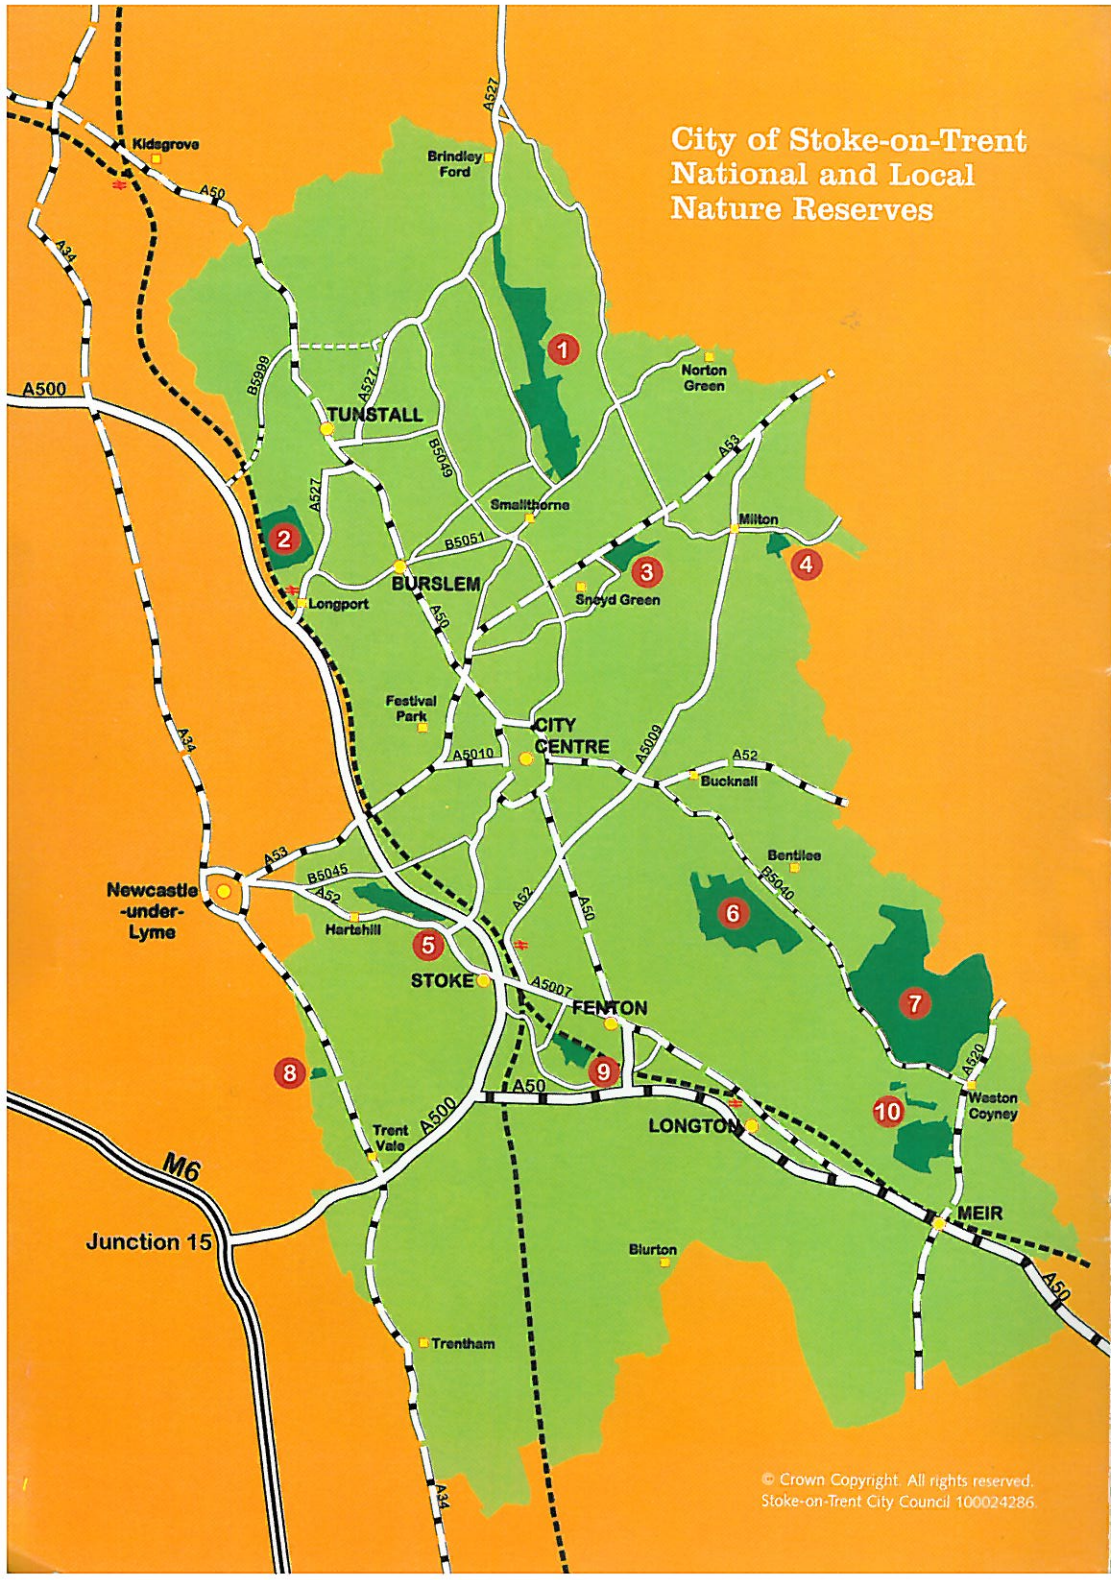 City of Stoke-on-Trent
National and Local
Nature Reserves
A527
Kidsgrove
Brindley
Ford
A50
A34
1
Norton
Green
B5999
A527
A500
TUNSTALL
A53
B5049
A527
Smallthorne
Milton
2
B5051
3
4
BURSLEM
Sneyd Green
Longport
A50
Festival
Park
CITY
CENTRE
A34
A5010
A5009
A52
Bucknall
A53
B5045
Bentilee
B5040
Newcastle
-under-
Lyme
A52
Hartshill
A52
A50
6
5
STOKE
A5007
FENTON
7
8
9
A520
A50
Weston
Coyney
10
A500
LONGTON
Trent
Vale
M6
Junction 15
MEIR
Blurton
A50
Trentham
A34
© Crown Copyright. All rights reserved.
Stoke-on-Trent City Council 100024286.